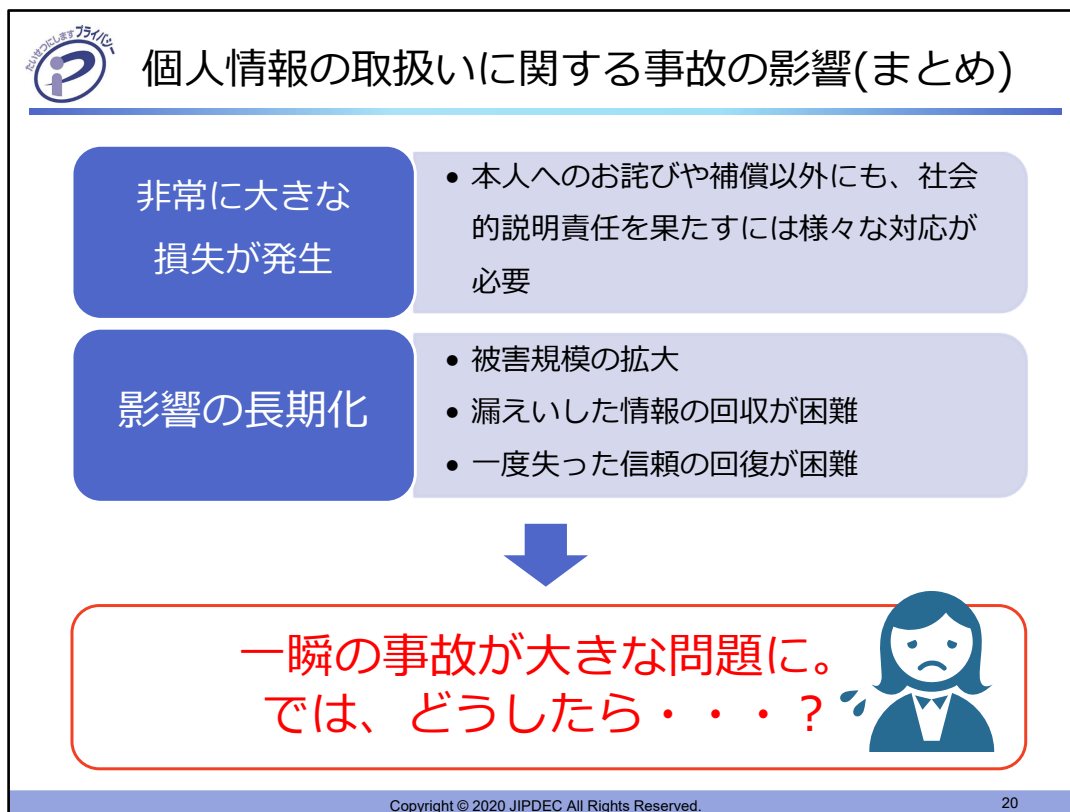 たいせつにしますプライバシー
個人情報の取扱いに関する事故の影響(まとめ)
非常に大きな
損失が発生
• 本人へのお詫びや補償以外にも、社会
的説明責任を果たすには様々な対応が
必要
影響の長期化
• 被害規模の拡大
• 漏えいした情報の回収が困難
• 一度失った信頼の回復が困難
一瞬の事故が大きな問題に。
では、どうしたら・・・？
Copyright © 2020 JIPDEC All Rights Reserved.
20